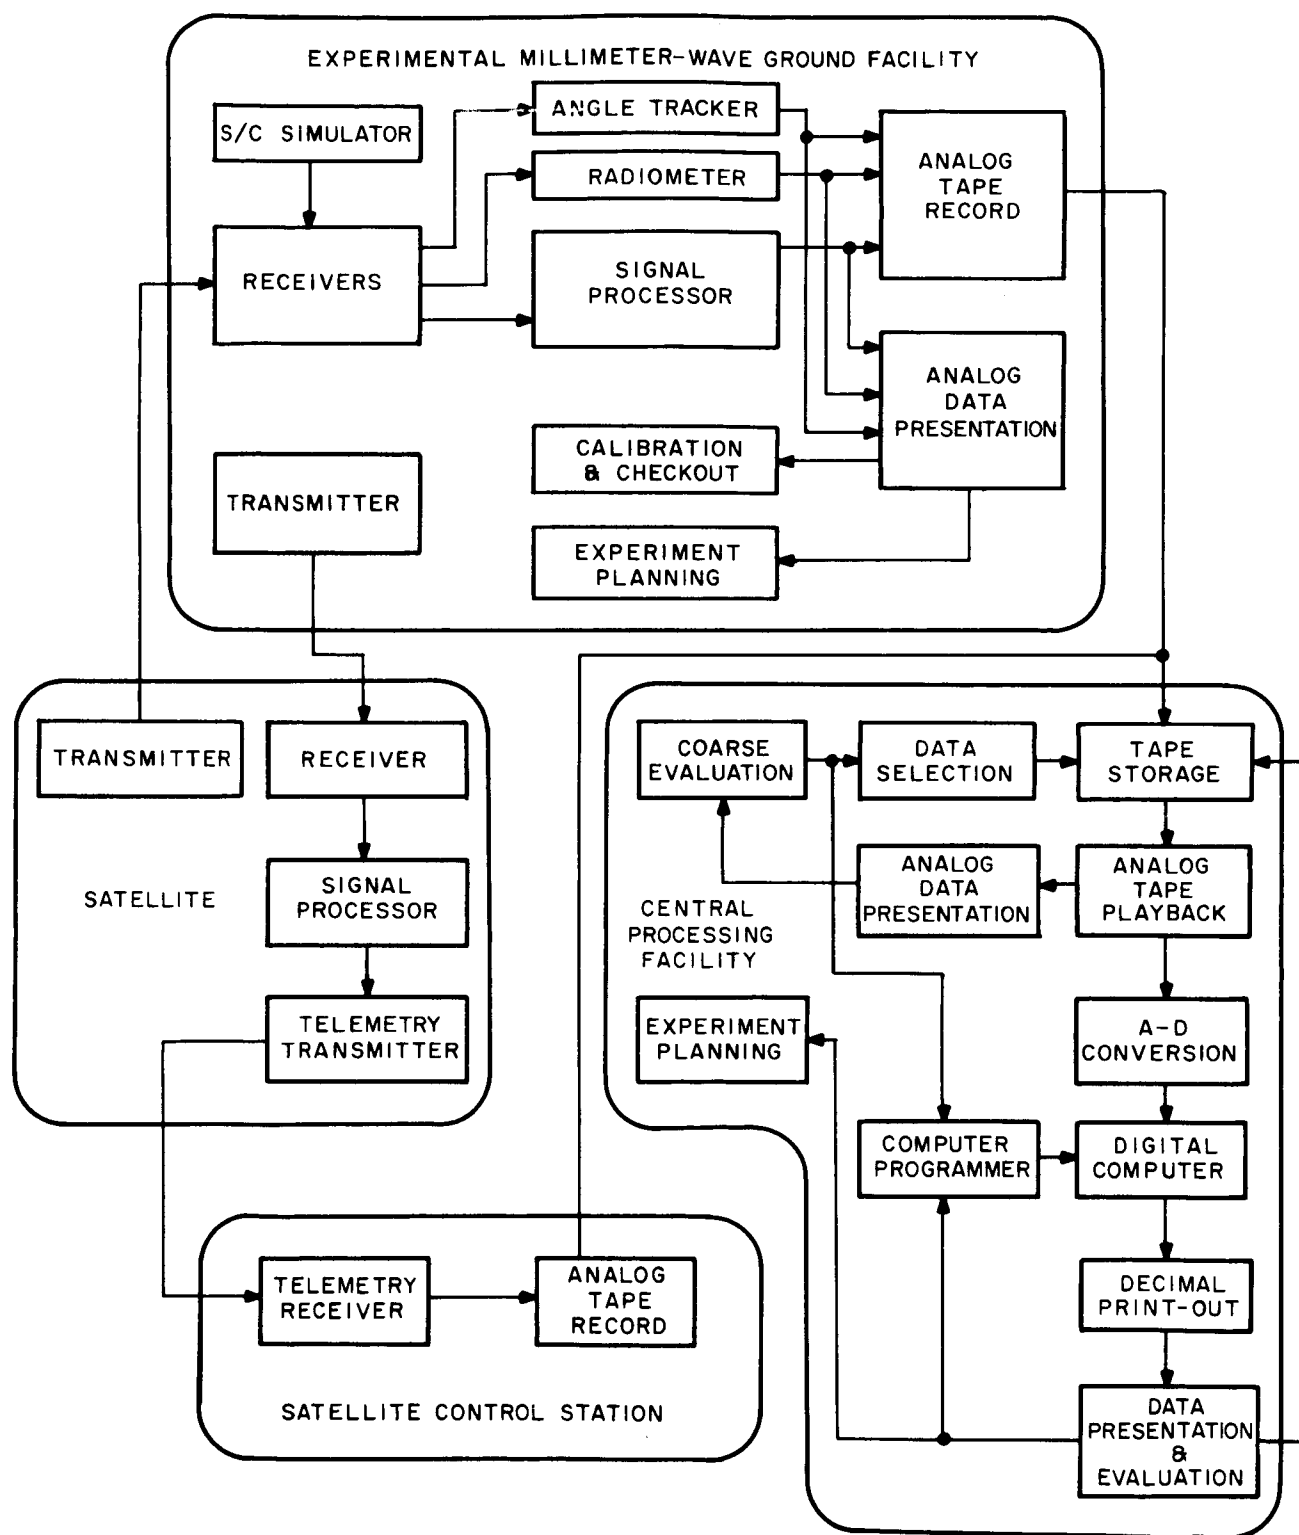 EXPERIMENTAL MILLIMETER-WAVE GROUND FACILITY
S/C SIMULATOR
ANGLE TRACKER
RADIOMETER
ANALOG
TAPE
RECORD
RECEIVERS
SIGNAL
PROCESSOR
ANALOG
DATA
PRESENTATION
CALIBRATION
& CHECKOUT
TRANSMITTER
EXPERIMENT
PLANNING
TRANSMITTER
RECEIVER
SATELLITE
SIGNAL
PROCESSOR
TELEMETRY
TRANSMITTER
COARSE
EVALUATION
DATA
SELECTION
TAPE
STORAGE
ANALOG
DATA
PRESENTATION
ANALOG
TAPE
PLAYBACK
CENTRAL
PROCESSING
FACILITY
EXPERIMENT
PLANNING
A-D
CONVERSION
COMPUTER
PROGRAMMER
DIGITAL
COMPUTER
TELEMETRY
RECEIVER
ANALOG
TAPE
RECORD
SATELLITE CONTROL STATION
DECIMAL
PRINT-OUT
DATA
PRESENTATION
&
EVALUATION